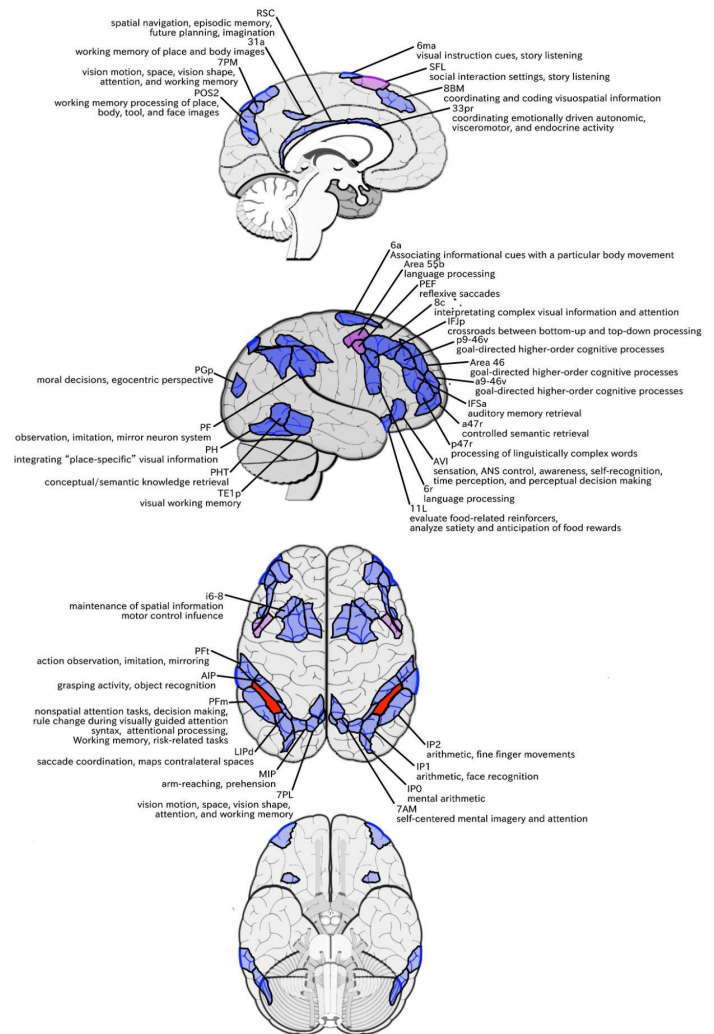 RSC
spatial navigation, episodic memory,
future planning, imagination
31a
working memory of place and body images
7PM
vision motion, space, vision shape,
attention, and working memory
POS2
working memory processing of place,
body, tool, and face images
6ma
visual instruction cues, story listening
SFL
social interaction settings, story listening
8BM
coordinating and coding visuospatial information
33pr
coordinating emotionally driven autonomic,
visceromotor, and endocrine activity
6a
Associating informational cues with a particular body movement
Area 55b
language processing
PEF
reflexive saccades
8c
interpretating complex visual information and attention
IFJp
crossroads between bottom-up and top-down processing
p9-46v
goal-directed higher-order cognitive processes
Area 46
goal-directed higher-order cognitive processes
a9-46v
goal-directed higher-order cognitive processes
IFSa
auditory memory retrieval
a47r
controlled semantic retrieval
p47r
processing of linguistically complex words
AVI
sensation, ANS control, awareness, self-recognition,
time perception, and perceptual decision making
6r
language processing
11L
evaluate food-related reinforcers,
analyze satiety and anticipation of food rewards
PGp
moral decisions, egocentric perspective
PF
observation, imitation, mirror neuron system
PH
integrating "place-specific" visual information
PHT
conceptual/semantic knowledge retrieval
TE1p
visual working memory
i6-8
maintenance of spatial information
motor control infuence
PFt
action observation, imitation, mirroring
AIP
grasping activity, object recognition
PFm
nonspatial attention tasks, decision making,
rule change during visually guided attention
syntax, attentional processing,
Working memory, risk-related tasks
LIPd
saccade coordination, maps contralateral spaces
MIP
arm-reaching, prehension
7PL
vision motion, space, vision shape,
attention, and working memory
IP2
arithmetic, fine finger movements
IP1
arithmetic, face recognition
IP0
mental arithmetic
7AM
self-centered mental imagery and attention